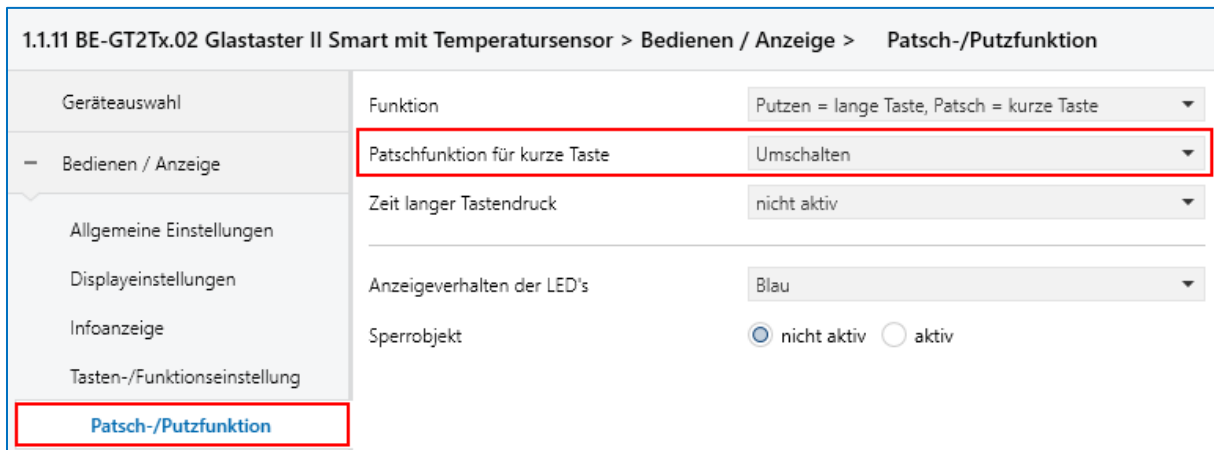 1.1.11 BE-GT2Tx.02 Glastaster II Smart mit Temperatursensor > Bedienen / Anzeige > Patsch-/Putzfunktion
Geräteauswahl
– Bedienen / Anzeige
Allgemeine Einstellungen
Displayeinstellungen
Infoanzeige
Tasten-/Funktionseinstellung
Patsch-/Putzfunktion
Funktion Putzen = lange Taste, Patsch = kurze Taste
Patschfunktion für kurze Taste Umschalten
Zeit langer Tastendruck nicht aktiv
Anzeigeverhalten der LED's Blau
Sperrobjekt nicht aktiv aktiv